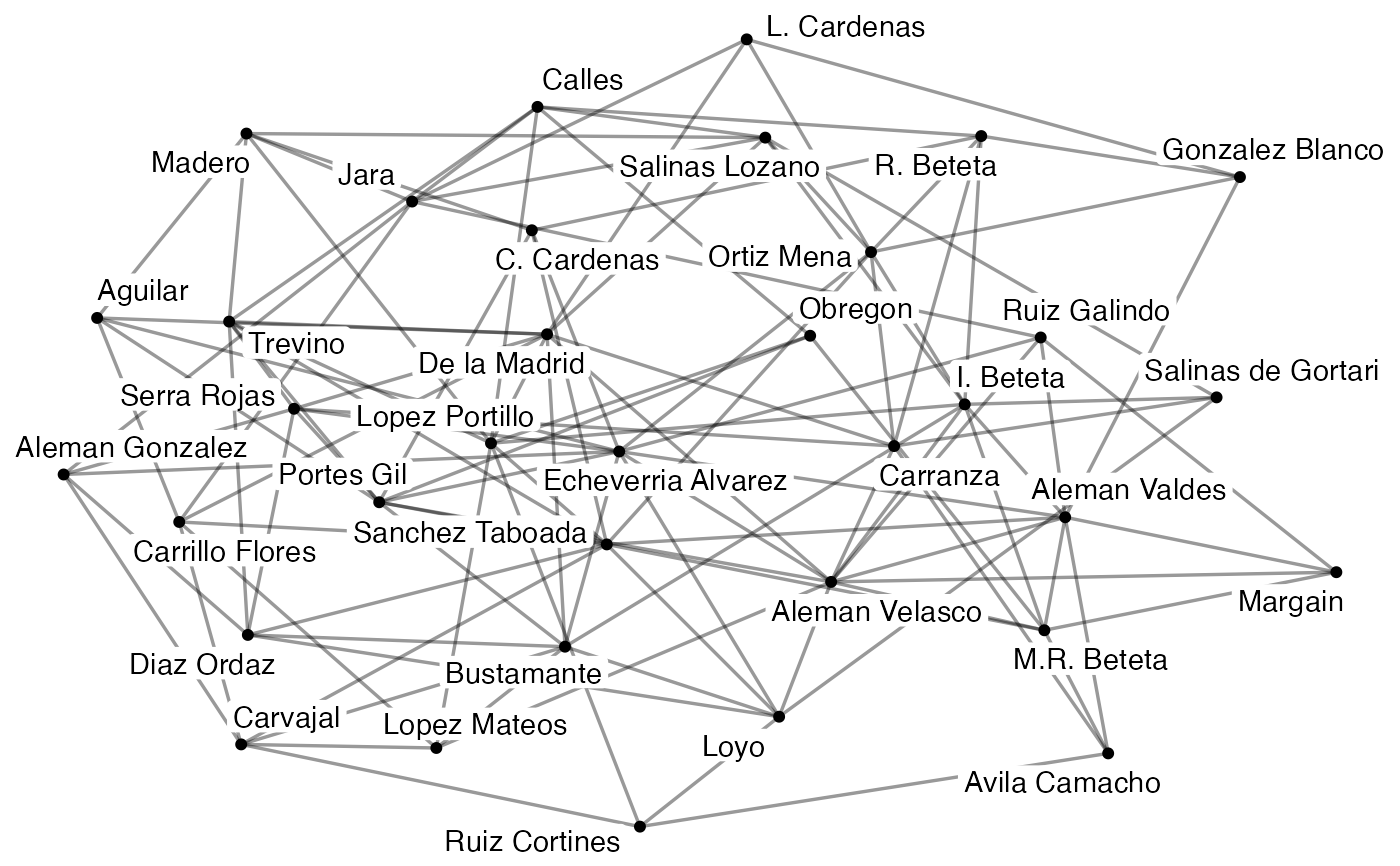 L. Cardenas
Calles
Madero
Jara
Salinas Lozano
R. Beteta
Gonzalez Blanco
C. Cardenas
Ortiz Mena
Aguilar
Obregon
Ruiz Galindo
Trevino
De la Madrid
I. Beteta
Salinas de Gortari
Serra Rojas
Lopez Portillo
Aleman Gonzalez
Portes Gil
Echeverria Alvarez
Carranza
Aleman Valdes
Sanchez Taboada
Carrillo Flores
Aleman Velasco
Margain
Diaz Ordaz
Bustamante
M.R. Beteta
Carvajal
Lopez Mateos
Loyo
Avila Camacho
Ruiz Cortines